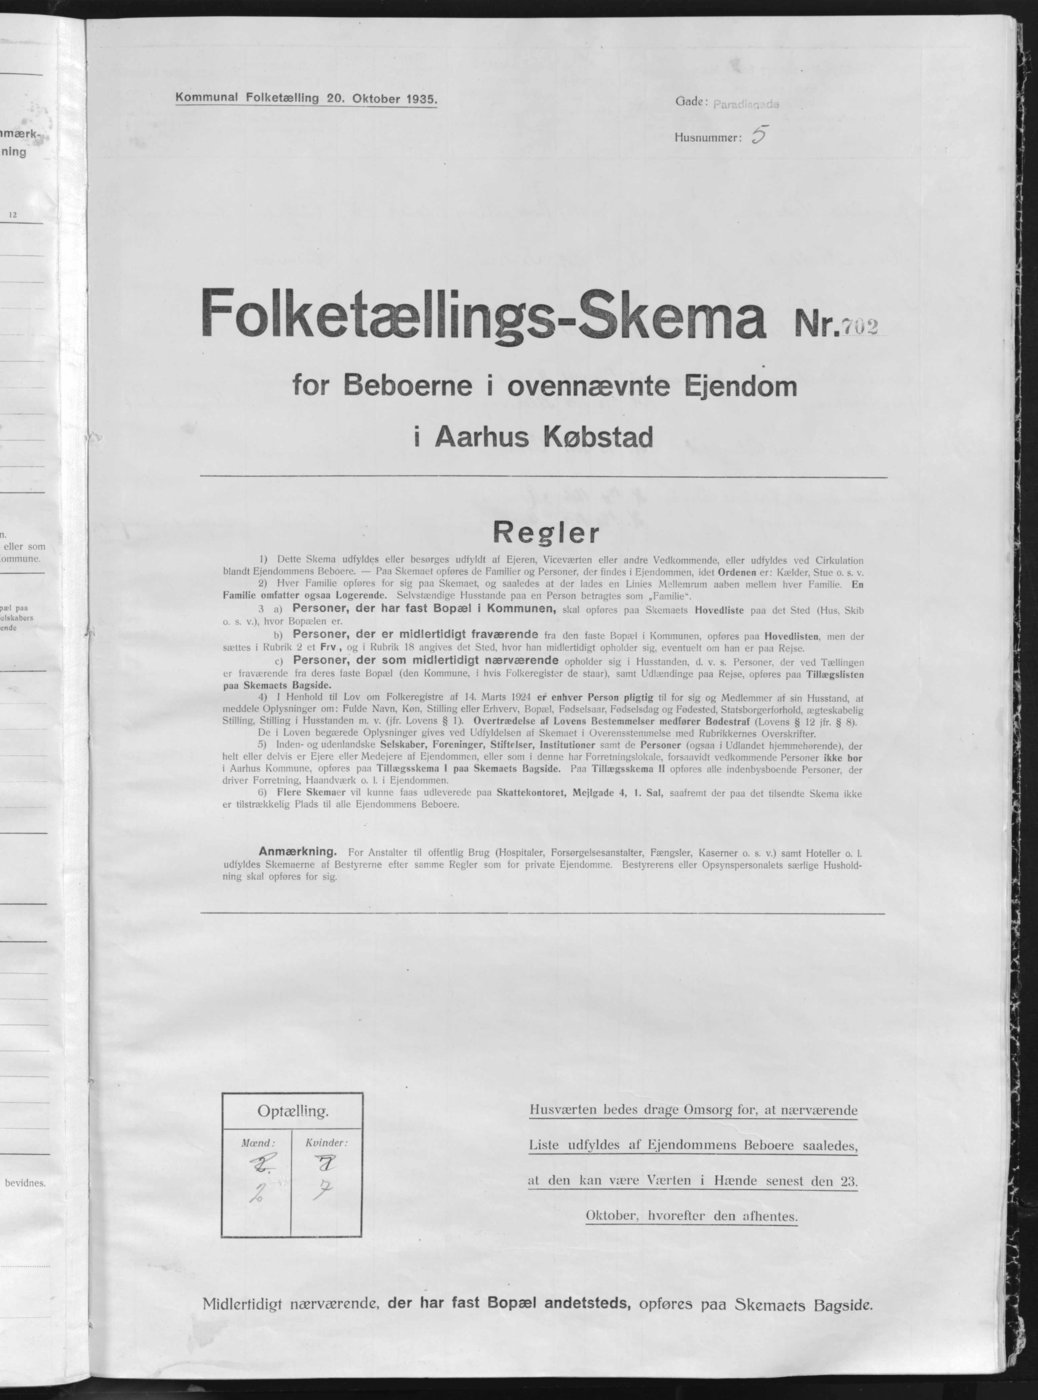 nmærk-
ning
12
n.
eller som
ommune.
pæl paa
elskabers
ende
bevidnes.
Kommunal Folketælling 20. Oktober 1935.
Gade: Paradisgade
Husnummer: 5
Folketællings-Skema Nr. 702
for Beboerne i ovennævnte Ejendom
i Aarhus Købstad
Regler
1) Dette Skema udfyldes eller besørges udfyldt af Ejeren, Viceværten eller andre Vedkommende, eller udfyldes ved Cirkulation
blandt Ejendommens Beboere. — Paa Skemaet opføres de Familier og Personer, der findes i Ejendommen, idet Ordenen er: Kælder, Stue o. s. v.
2) Hver Familie opføres for sig paa Skemaet, og saaledes at der lades en Linies Mellemrum aaben mellem hver Familie. En
Familie omfatter ogsaa Logerende. Selvstændige Husstande paa en Person betragtes som „Familie“.
3 a) Personer, der har fast Bopæl i Kommunen, skal opføres paa Skemaets Hovedliste paa det Sted (Hus, Skib
o. s. v.), hvor Bopælen er.
b) Personer, der er midlertidigt fraværende fra den faste Bopæl i Kommunen, opføres paa Hovedlisten, men der
sættes i Rubrik 2 et Frv., og i Rubrik 18 angives det Sted, hvor han midlertidigt opholder sig, eventuelt om han er paa Rejse.
c) Personer, der som midlertidigt nærværende opholder sig i Husstanden, d. v. s. Personer, der ved Tællingen
er fraværende fra deres faste Bopæl (den Kommune, i hvis Folkeregister de staar), samt Udlændinge paa Rejse, opføres paa Tillægslisten
paa Skemaets Bagside.
4) I Henhold til Lov om Folkeregistre af 14. Marts 1924 er enhver Person pligtig til for sig og Medlemmer af sin Husstand, at
meddele Oplysninger om: Fulde Navn, Køn, Stilling eller Erhverv, Bopæl, Fødselsaar, Fødselsdag og Fødested, Statsborgerforhold, ægteskabelig
Stilling, Stilling i Husstanden m. v. (jfr. Lovens § 1). Overtrædelse af Lovens Bestemmelser medfører Bødestraf (Lovens § 12 jfr. § 8).
De i Loven begærede Oplysninger gives ved Udfyldelsen af Skemaet i Overensstemmelse med Rubrikkernes Overskrifter.
5) Inden- og udenlandske Selskaber, Foreninger, Stiftelser, Institutioner samt de Personer (ogsaa i Udlandet hjemmehørende), der
helt eller delvis er Ejere eller Medejere af Ejendommen, eller som i denne har Forretningslokale, forsaavidt vedkommende Personer ikke bor
i Aarhus Kommune, opføres paa Tillægsskema I paa Skemaets Bagside. Paa Tillægsskema II opføres alle indenbysboende Personer, der
driver Forretning, Haandværk o. l. i Ejendommen.
6) Flere Skemaer vil kunne faas udleverede paa Skattekontoret, Mejlgade 4, 1. Sal, saafremt der paa det tilsendte Skema ikke
er tilstrækkelig Plads til alle Ejendommens Beboere.
Anmærkning. For Anstalter til offentlig Brug (Hospitaler, Forsørgelsesanstalter, Fængsler, Kaserner o. s. v.) samt Hoteller o. l.
udfyldes Skemaerne af Bestyrerne efter samme Regler som for private Ejendomme. Bestyrerens eller Opsynspersonalets særlige Hushold-
ning skal opføres for sig.
Optælling.
Mænd: Kvinder:
2. 7
2 7
Husværten bedes drage Omsorg for, at nærværende
Liste udfyldes af Ejendommens Beboere saaledes,
at den kan være Værten i Hænde senest den 23.
Oktober, hvorefter den afhentes.
Midlertidigt nærværende, der har fast Bopæl andetsteds, opføres paa Skemaets Bagside.